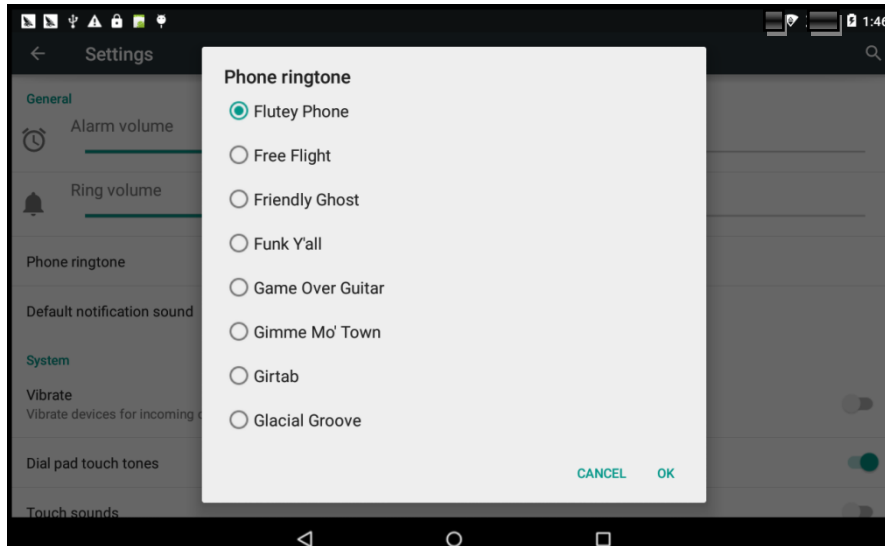 1:46
Settings
General
Alarm volume
Ring volume
Phone ringtone
Default notification sound
System
Vibrate
Vibrate devices for incoming
Dial pad touch tones
Touch sounds
Phone ringtone
Flutey Phone
Free Flight
Friendly Ghost
Funk Y'all
Game Over Guitar
Gimme Mo' Town
Girtab
Glacial Groove
CANCEL OK